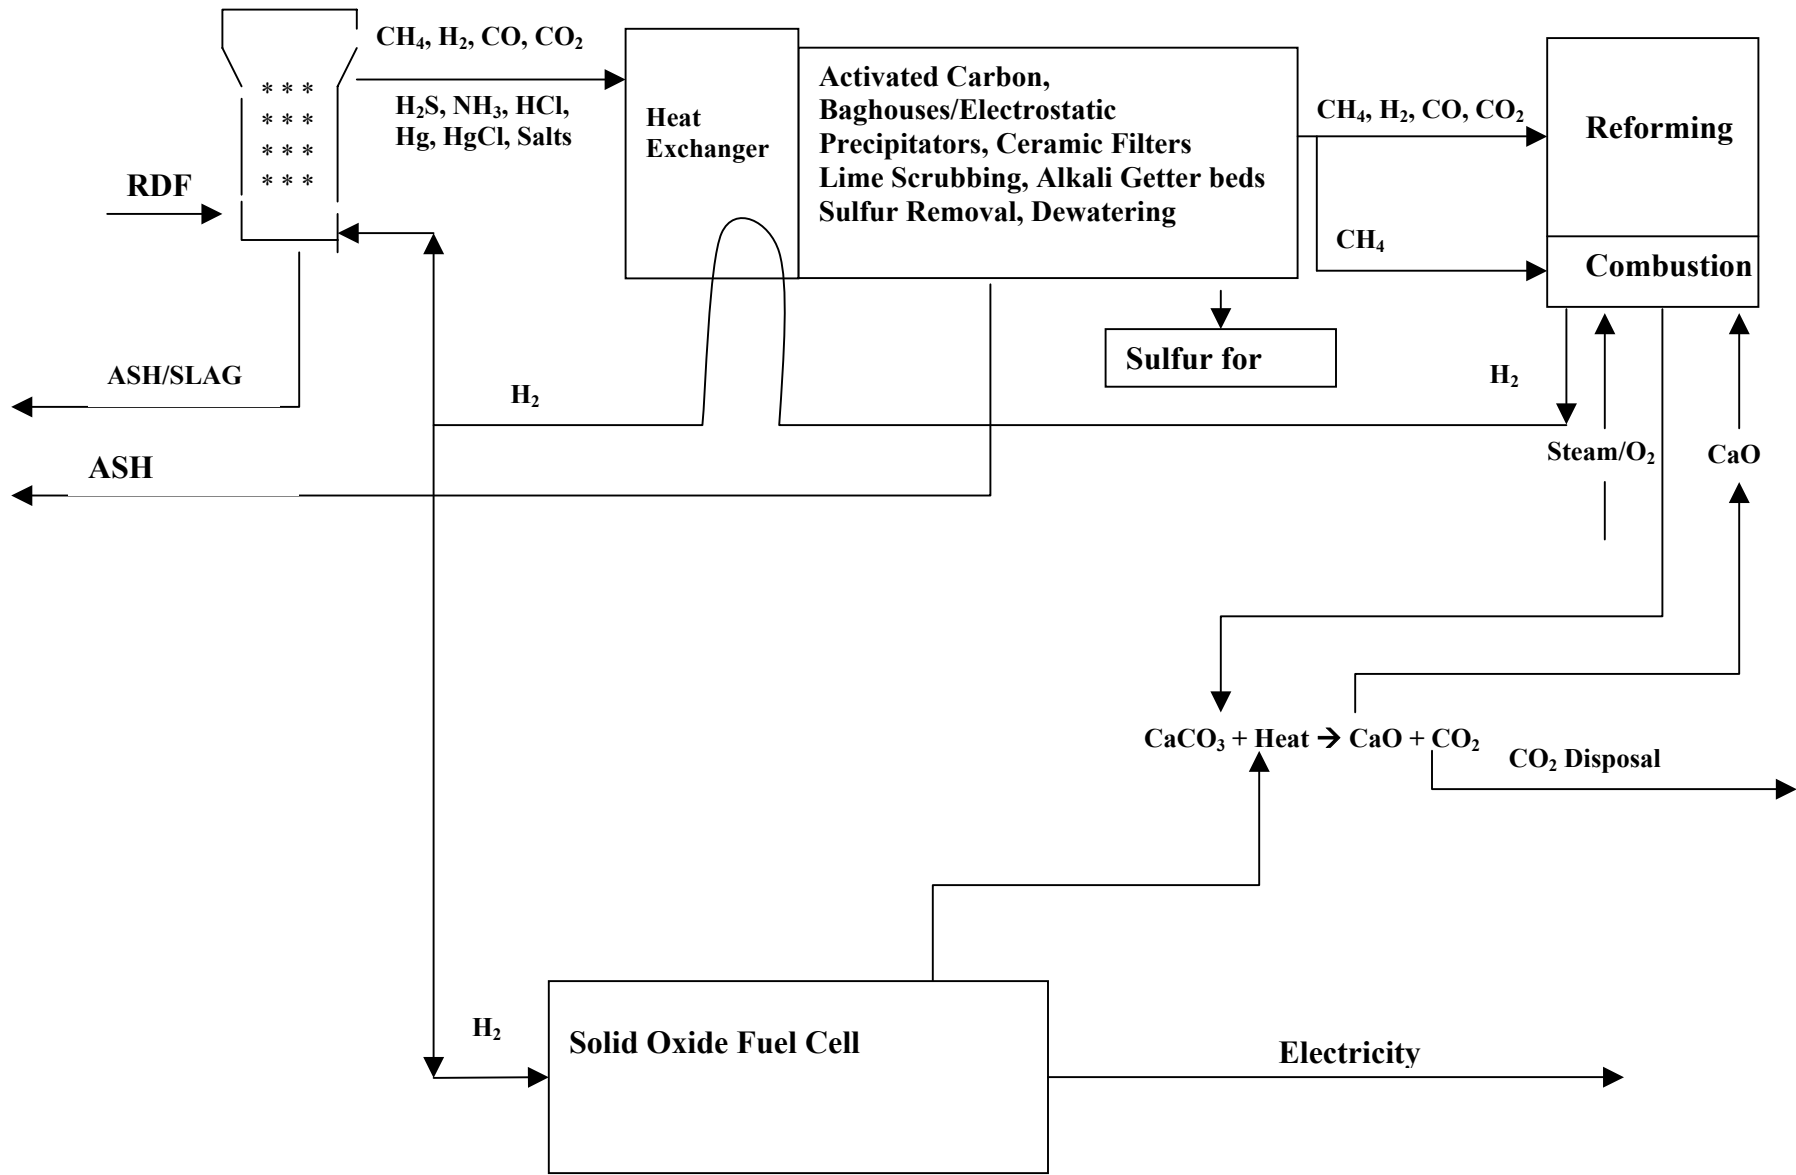 CH₄, H₂, CO, CO₂
H₂S, NH₃, HCl,
Hg, HgCl, Salts
* * *
* * *
* * *
* * *
RDF
Heat
Exchanger
Activated Carbon,
Baghouses/Electrostatic
Precipitators, Ceramic Filters
Lime Scrubbing, Alkali Getter beds
Sulfur Removal, Dewatering
CH₄, H₂, CO, CO₂
CH₄
Reforming
Combustion
Sulfur for
ASH/SLAG
H₂
H₂
ASH
Steam/O₂
CaO
CaCO₃ + Heat → CaO + CO₂
CO₂ Disposal
H₂
Solid Oxide Fuel Cell
Electricity